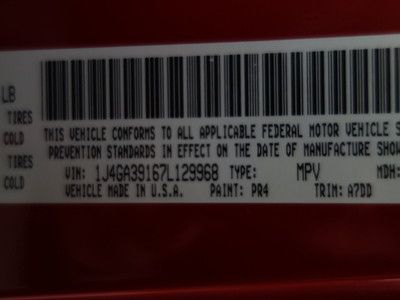 LB
TIRES
COLD
TIRES
COLD
THIS VEHICLE CONFORMS TO ALL APPLICABLE FEDERAL MOTOR VEHICLE S
PREVENTION STANDARDS IN EFFECT ON THE DATE OF MANUFACTURE SHOW
VIN: 1J4GA39167L129968 TYPE: MPV MDH:
VEHICLE MADE IN U.S.A. PAINT: PR4 TRIM: A7DD